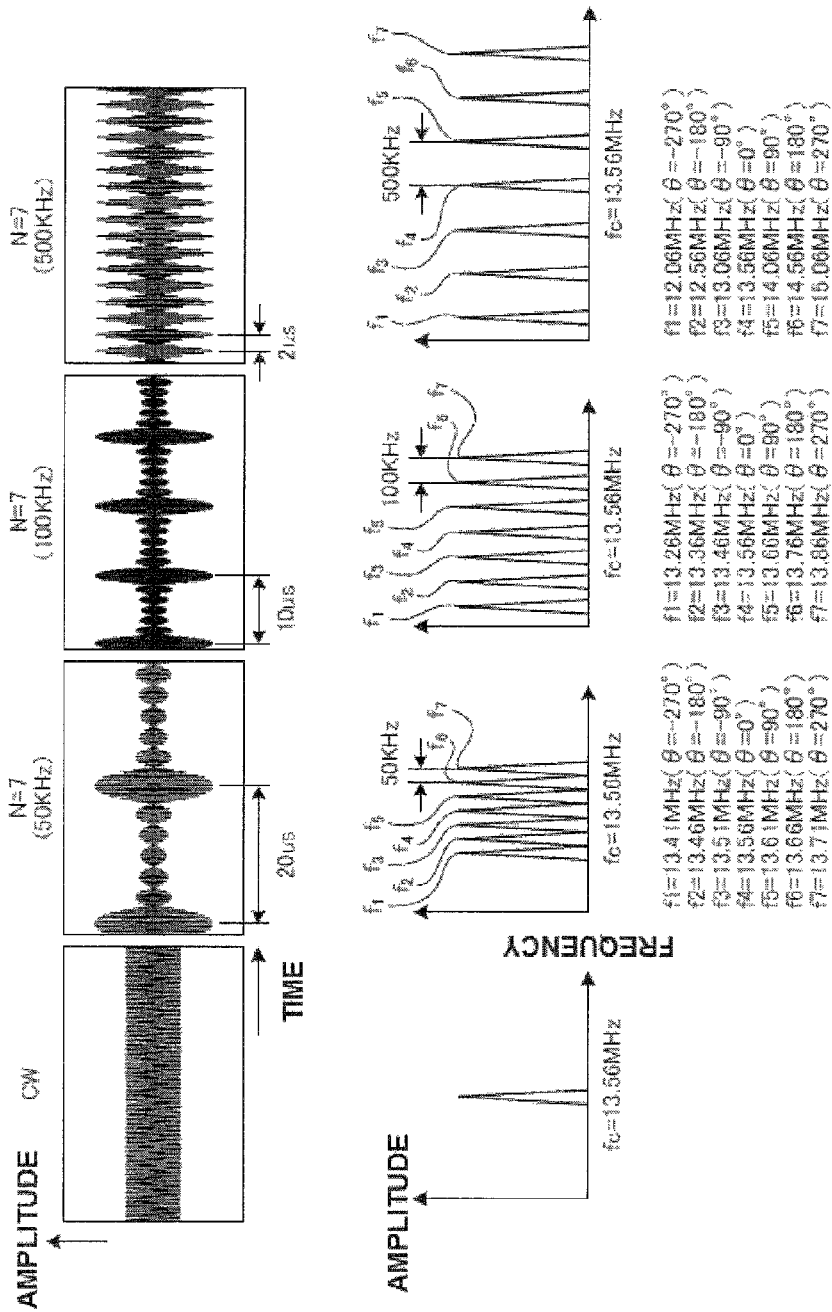 AMPLITUDE
CW
N=7
(50KHz)
N=7
(100KHz)
N=7
(500KHz)
TIME
20μs
10μs
2μs
AMPLITUDE
fc=13.56MHz
FREQUENCY
f1
f2
f3
f4
f5
f6
f7
50KHz
fc=13.56MHz
f1
f2
f3
f4
f5
f6
f7
100KHz
fc=13.56MHz
f1
f2
f3
f4
f5
f6
f7
500KHz
fc=13.56MHz
f1=13.41MHz(θ=-270°)
f2=13.46MHz(θ=-180°)
f3=13.51MHz(θ=-90°)
f4=13.56MHz(θ=0°)
f5=13.61MHz(θ=90°)
f6=13.66MHz(θ=180°)
f7=13.71MHz(θ=270°)
f1=13.26MHz(θ=-270°)
f2=13.36MHz(θ=-180°)
f3=13.46MHz(θ=-90°)
f4=13.56MHz(θ=0°)
f5=13.66MHz(θ=90°)
f6=13.76MHz(θ=180°)
f7=13.86MHz(θ=270°)
f1=12.06MHz(θ=-270°)
f2=12.56MHz(θ=-180°)
f3=13.06MHz(θ=-90°)
f4=13.56MHz(θ=0°)
f5=14.06MHz(θ=90°)
f6=14.56MHz(θ=180°)
f7=15.06MHz(θ=270°)